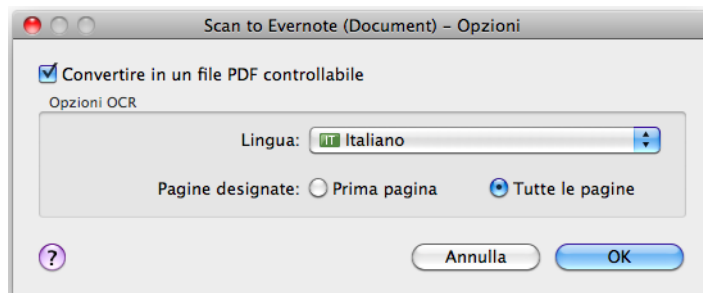 Scan to Evernote (Document) – Opzioni
Convertire in un file PDF controllabile
Opzioni OCR
Lingua: IT Italiano
Pagine designate: Prima pagina Tutte le pagine
? Annulla OK